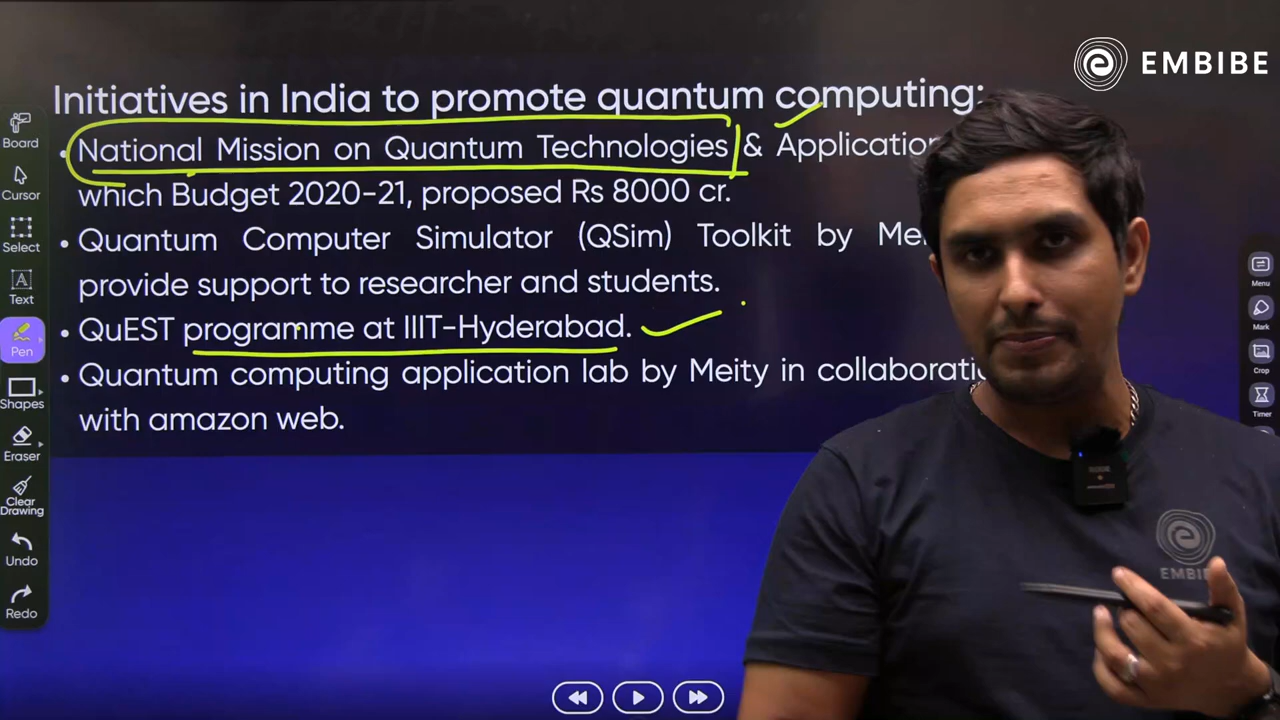 EMBIBE
Initiatives in India to promote quantum computing:
• National Mission on Quantum Technologies &
which Budget 2020-21, proposed Rs 8000 cr.
• Quantum Computer Simulator (QSim) Toolkit by
provide support to researcher and students.
• QuEST programme at IIIT-Hyderabad.
• Quantum computing application lab by Meity in
with amazon web.
Board
Cursor
Select
Text
Pen
Shapes
Eraser
Clear
Drawing
Undo
Redo
Menu
Mark
Crop
Timer